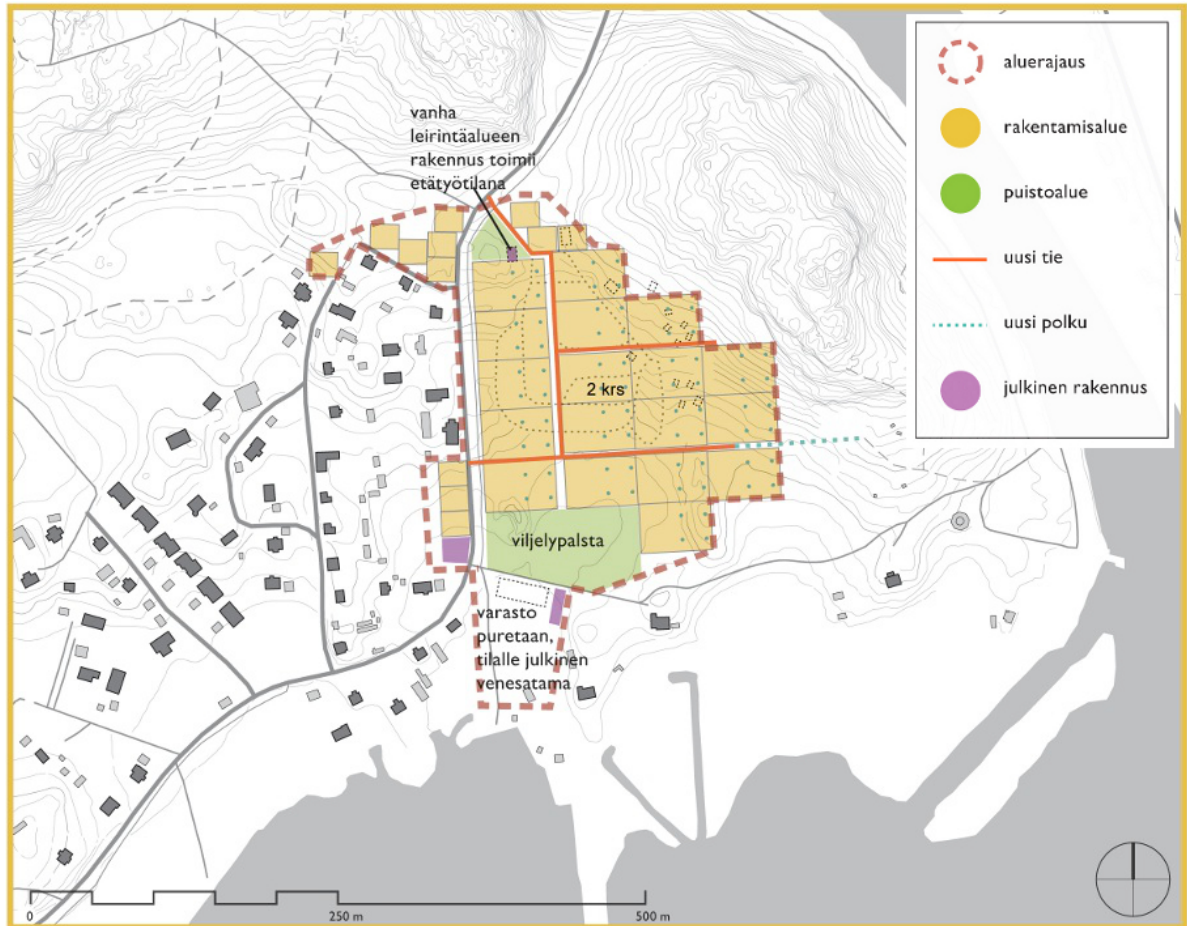 vanha
leirintäalueen
rakennus toimii
etätyötilana
2 krs
viljelypalsta
varasto
puretaan,
tilalle julkinen
venesatama
aluerajaus
rakentamisalue
puistoalue
uusi tie
uusi polku
julkinen rakennus
0
250 m
500 m